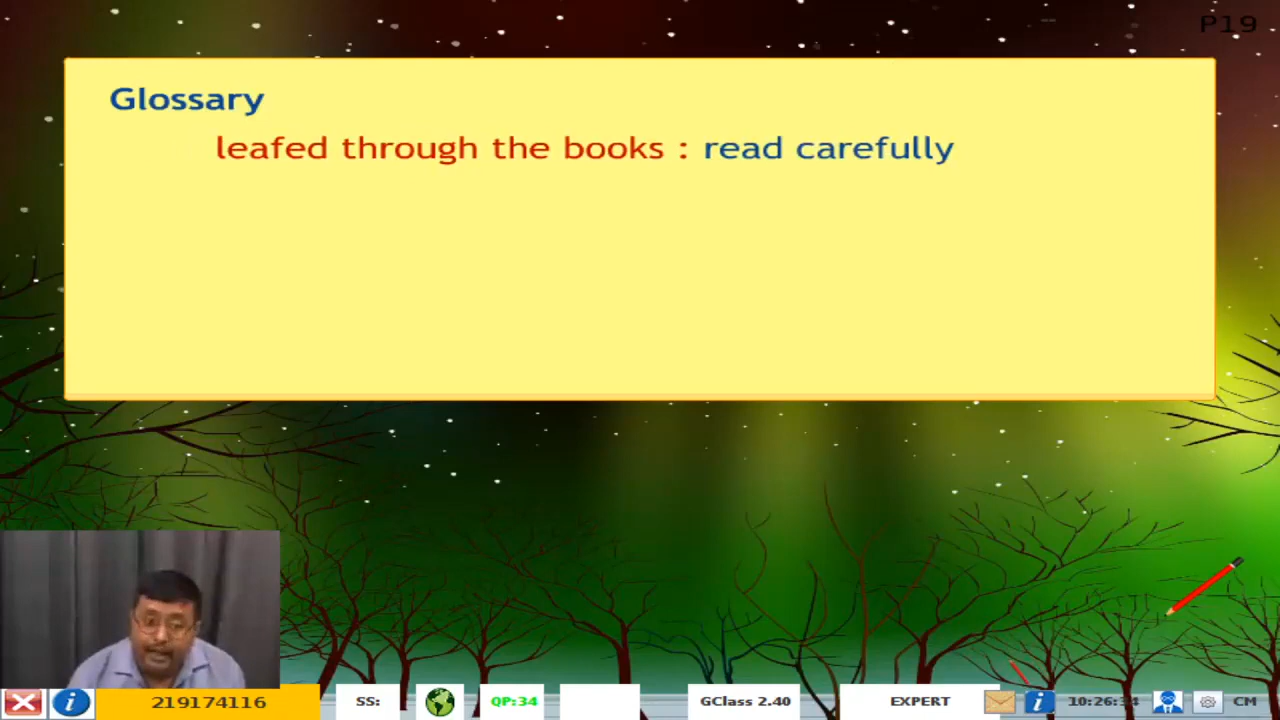 P19
Glossary
leafed through the books : read carefully
219174116
SS:
QP:34
GClass 2.40
EXPERT
CM